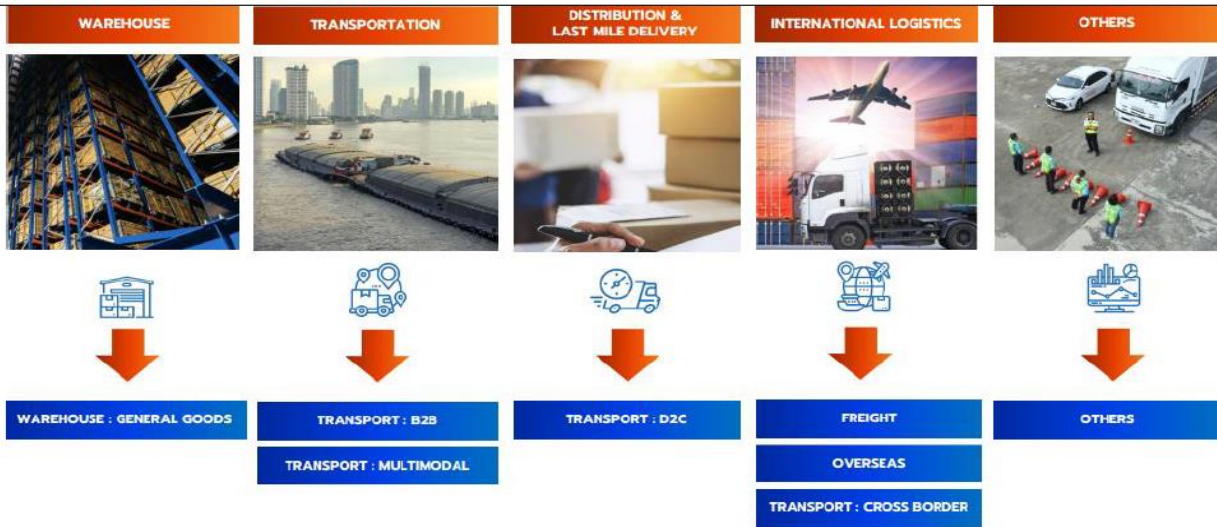 WAREHOUSE
TRANSPORTATION
DISTRIBUTION &
LAST MILE DELIVERY
INTERNATIONAL LOGISTICS
OTHERS
WAREHOUSE : GENERAL GOODS
TRANSPORT : B2B
TRANSPORT : MULTIMODAL
TRANSPORT : D2C
FREIGHT
OVERSEAS
TRANSPORT : CROSS BORDER
OTHERS